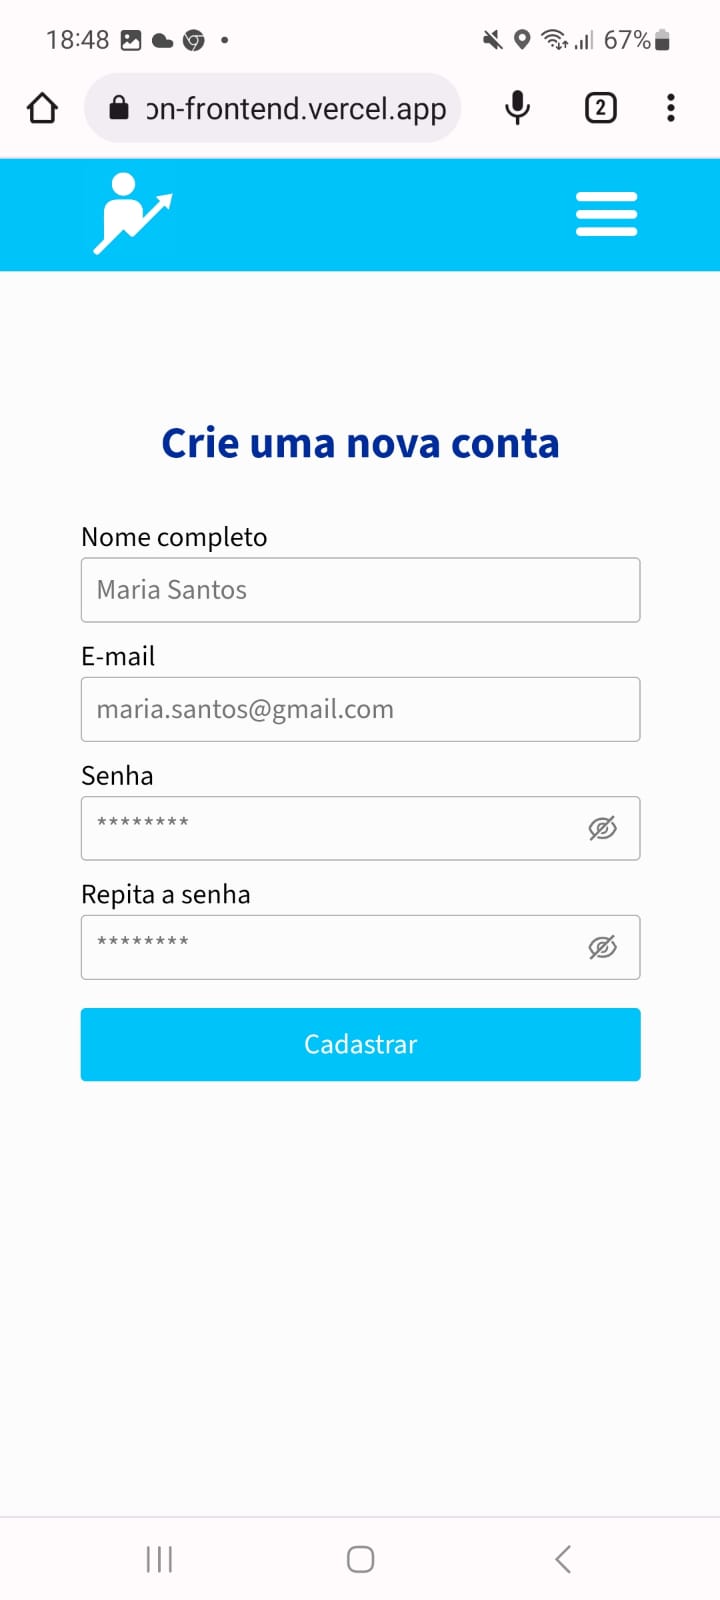 18:48
67%
on-frontend.vercel.app
2
Crie uma nova conta
Nome completo
Maria Santos
E-mail
maria.santos@gmail.com
Senha
********
Repita a senha
********
Cadastrar